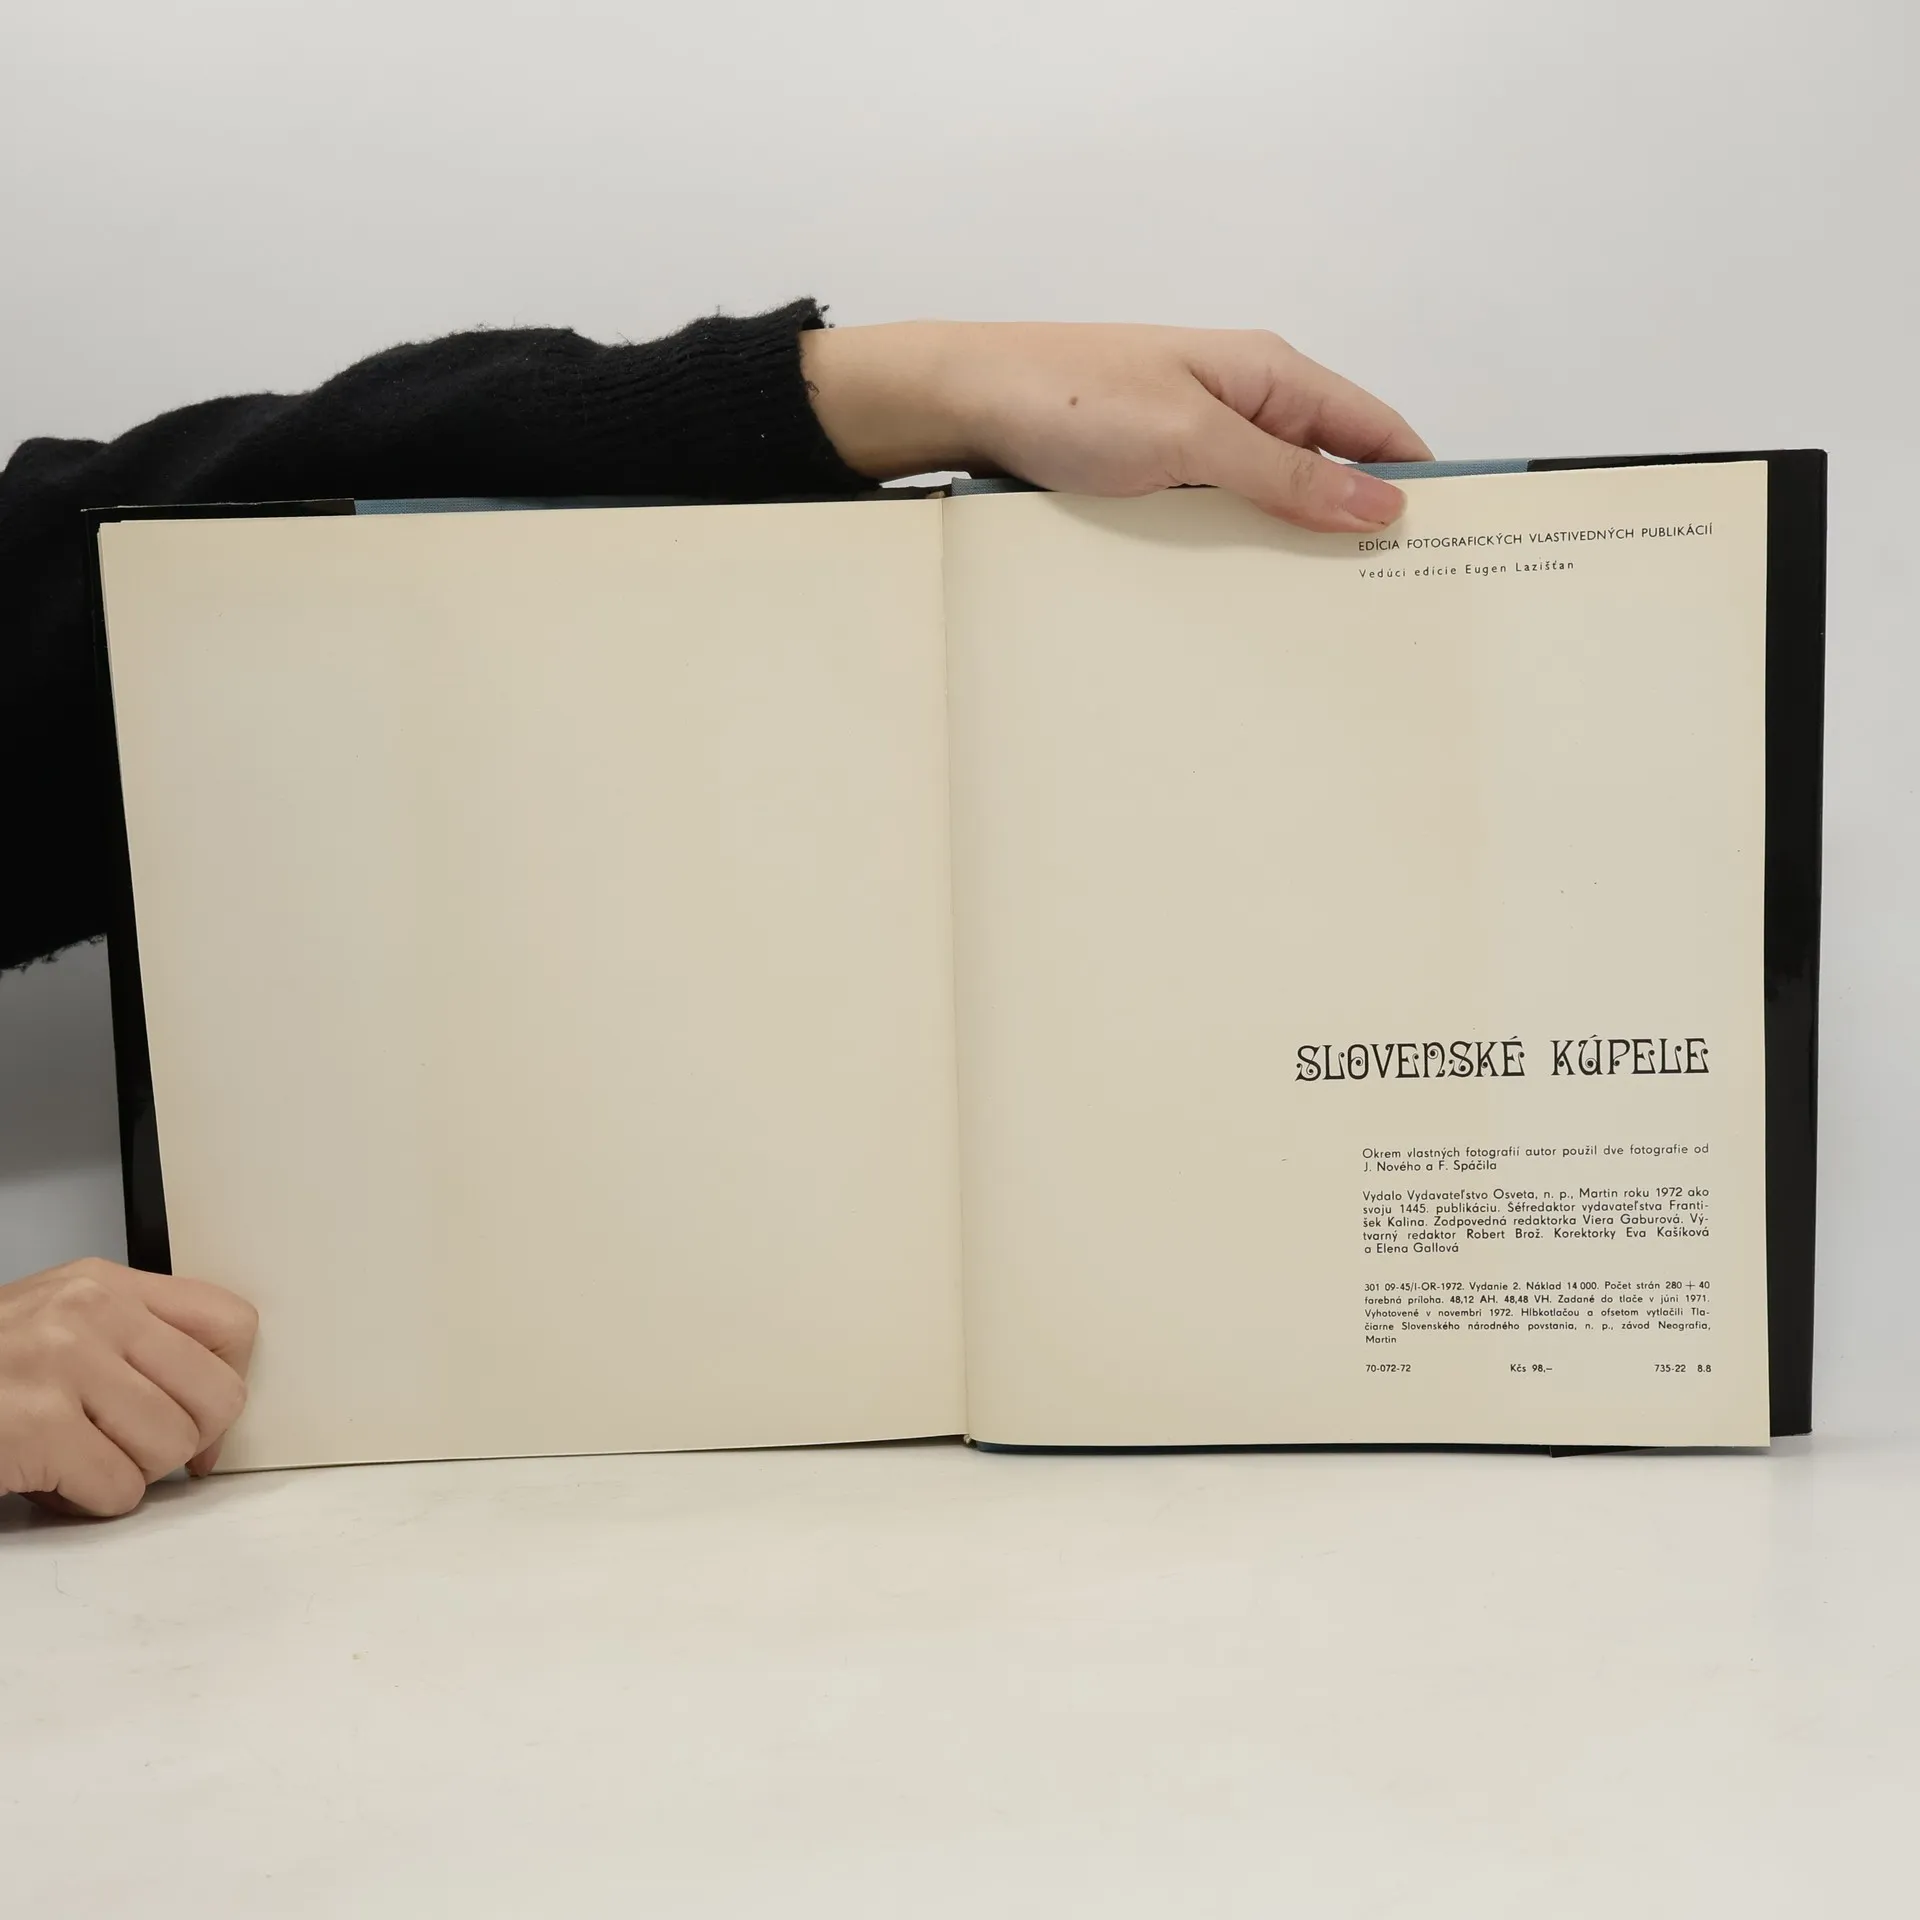 EDÍCIA FOTOGRAFICKÝCH VLASTIVEDNÝCH PUBLIKÁCIÍ
Vedúci edície Eugen Lazišťan
SLOVENSKÉ KÚPELE
Okrem vlastných fotografií autor použil dve fotografie od
J. Nového a F. Spáčila
Vydalo Vydavateľstvo Osveta, n. p., Martin roku 1972 ako
svoju 1445. publikáciu. Šéfredaktor vydavateľstva Franti-
šek Kalina. Zodpovedná redaktorka Viera Gaburová. Vý-
tvarný redaktor Robert Brož. Korektorky Eva Kašíková
a Elena Gallová
301 09-45/I-OR-1972. Vydanie 2. Náklad 14 000. Počet strán 280 + 40
farebná príloha. 48,12 AH. 48,48 VH. Zadané do tlače v júni 1971.
Vyhotovené v novembri 1972. Hĺbkotlačou a ofsetom vytlačili Tla-
čiarne Slovenského národného povstania, n. p., závod Neografia,
Martin
70-072-72 Kčs 98,— 735-22 8.8